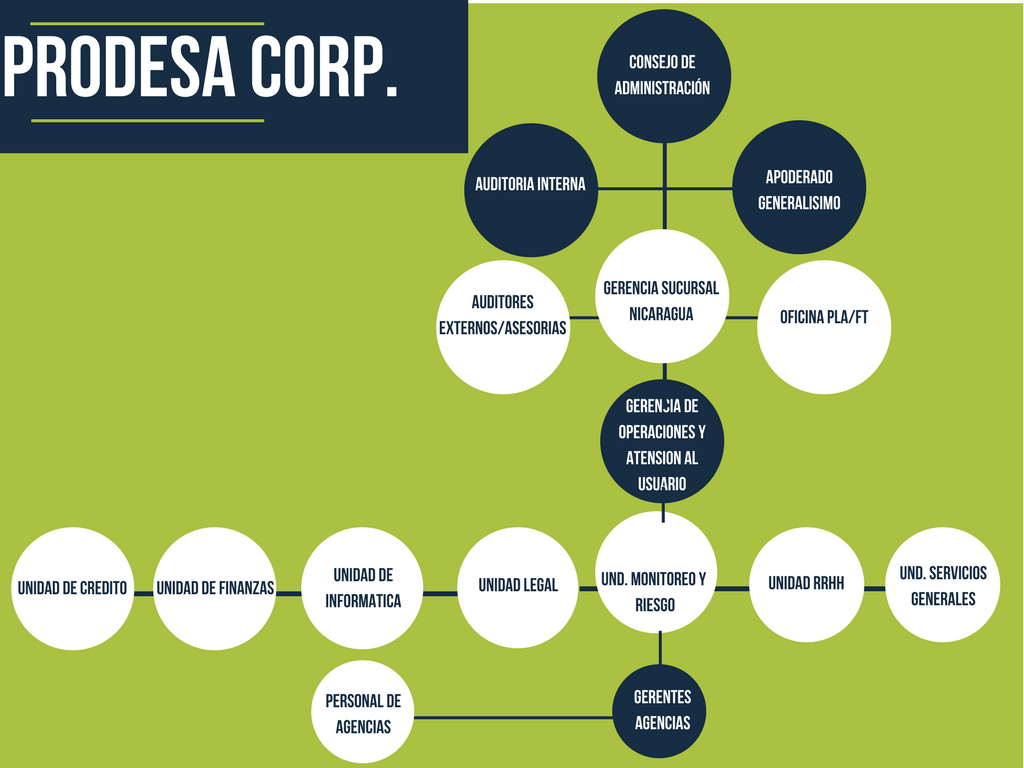 PRODESA CORP.
CONSEJO DE
ADMINISTRACIÓN
AUDITORIA INTERNA
APODERADO
GENERALISIMO
GERENCIA SUCURSAL
NICARAGUA
AUDITORES
EXTERNOS/ASESORIAS
OFICINA PLA/FT
GERENCIA DE
OPERACIONES Y
ATENSION AL
USUARIO
UNIDAD DE CREDITO
UNIDAD DE FINANZAS
UNIDAD DE
INFORMATICA
UNIDAD LEGAL
UND. MONITOREO Y
RIESGO
UNIDAD RRHH
UND. SERVICIOS
GENERALES
PERSONAL DE
AGENCIAS
GERENTES
AGENCIAS